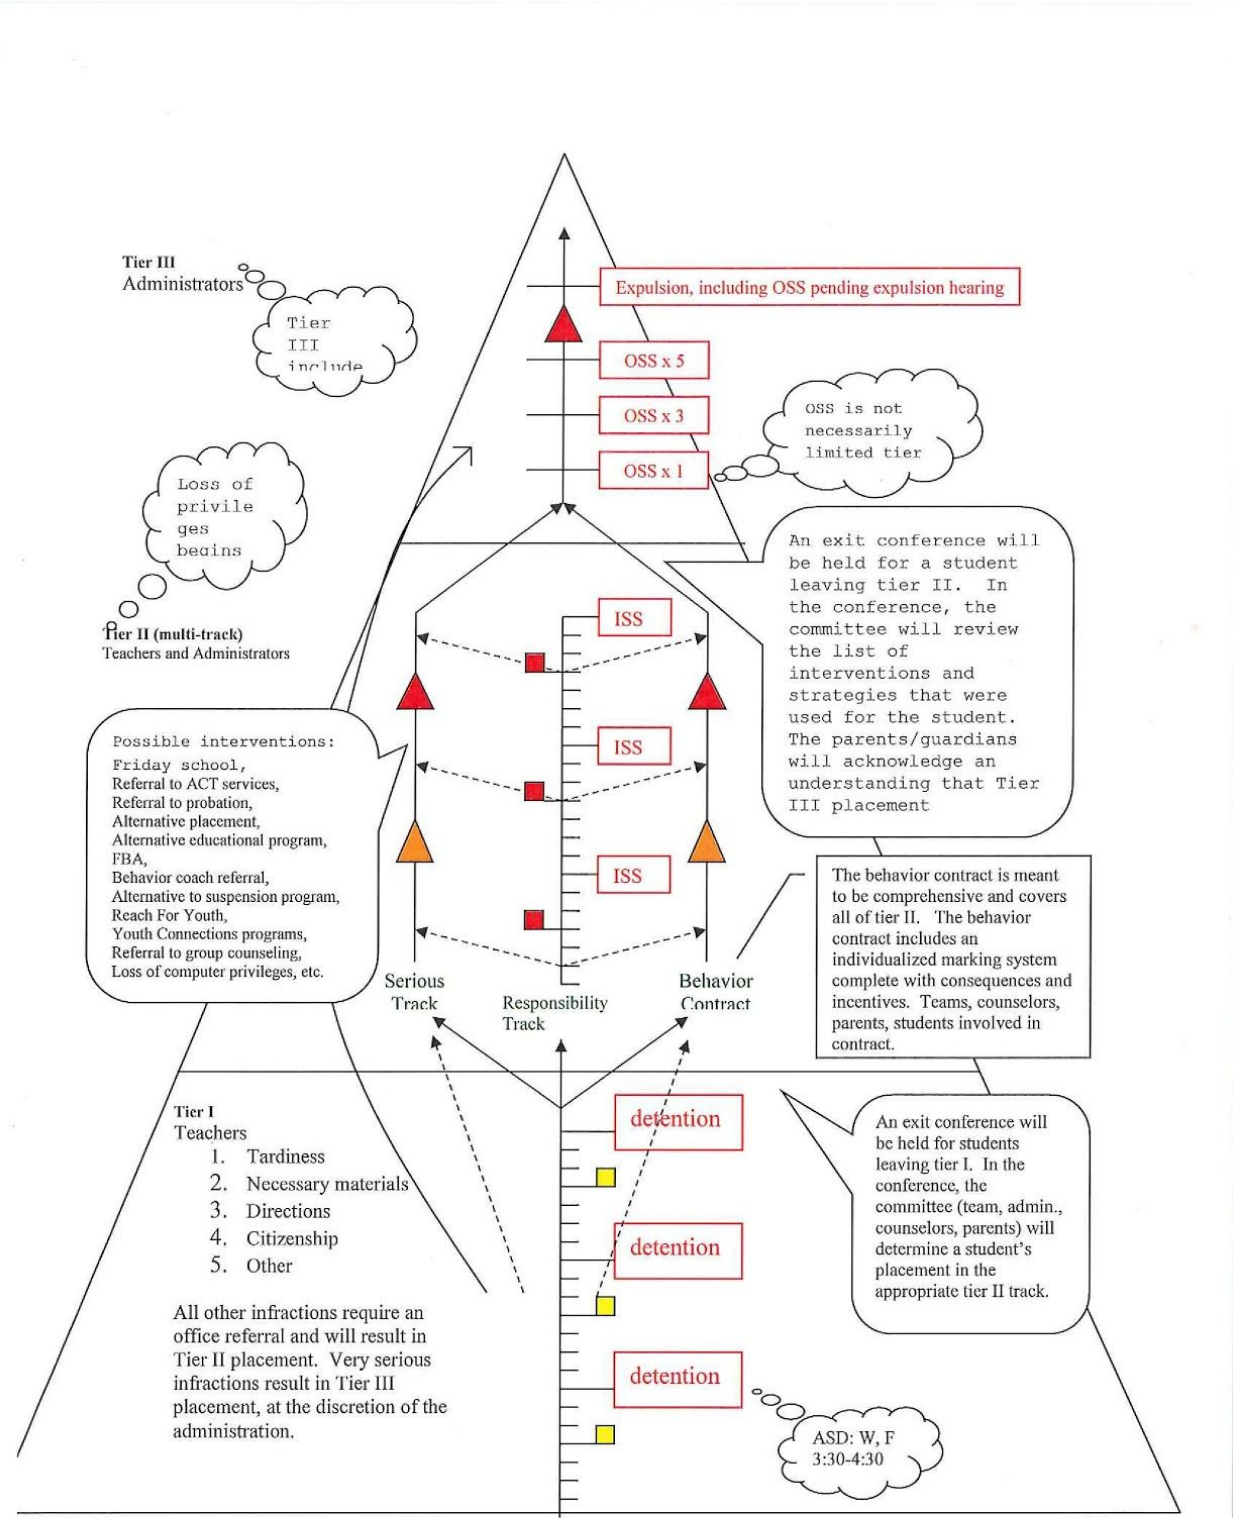 Tier III
Administrators
Tier
III
include
Expulsion, including OSS pending expulsion hearing
OSS x 5
OSS x 3
OSS x 1
OSS is not
necessarily
limited tier
Loss of
privile
ges
begins
Tier II (multi-track)
Teachers and Administrators
An exit conference will
be held for a student
leaving tier II.  In
the conference, the
committee will review
the list of
interventions and
strategies that were
used for the student.
The parents/guardians
will acknowledge an
understanding that Tier
III placement
ISS
ISS
ISS
Possible interventions:
Friday school,
Referral to ACT services,
Referral to probation,
Alternative placement,
Alternative educational program,
FBA,
Behavior coach referral,
Alternative to suspension program,
Reach For Youth,
Youth Connections programs,
Referral to group counseling,
Loss of computer privileges, etc.
The behavior contract is meant
to be comprehensive and covers
all of tier II.  The behavior
contract includes an
individualized marking system
complete with consequences and
incentives.  Teams, counselors,
parents, students involved in
contract.
Serious
Track
Responsibility
Track
Behavior
Contract
Tier I
Teachers
1. Tardiness
2. Necessary materials
3. Directions
4. Citizenship
5. Other
All other infractions require an
office referral and will result in
Tier II placement.  Very serious
infractions result in Tier III
placement, at the discretion of the
administration.
detention
detention
detention
An exit conference will
be held for students
leaving tier I.  In the
conference, the
committee (team, admin.,
counselors, parents) will
determine a student's
placement in the
appropriate tier II track.
ASD: W, F
3:30-4:30